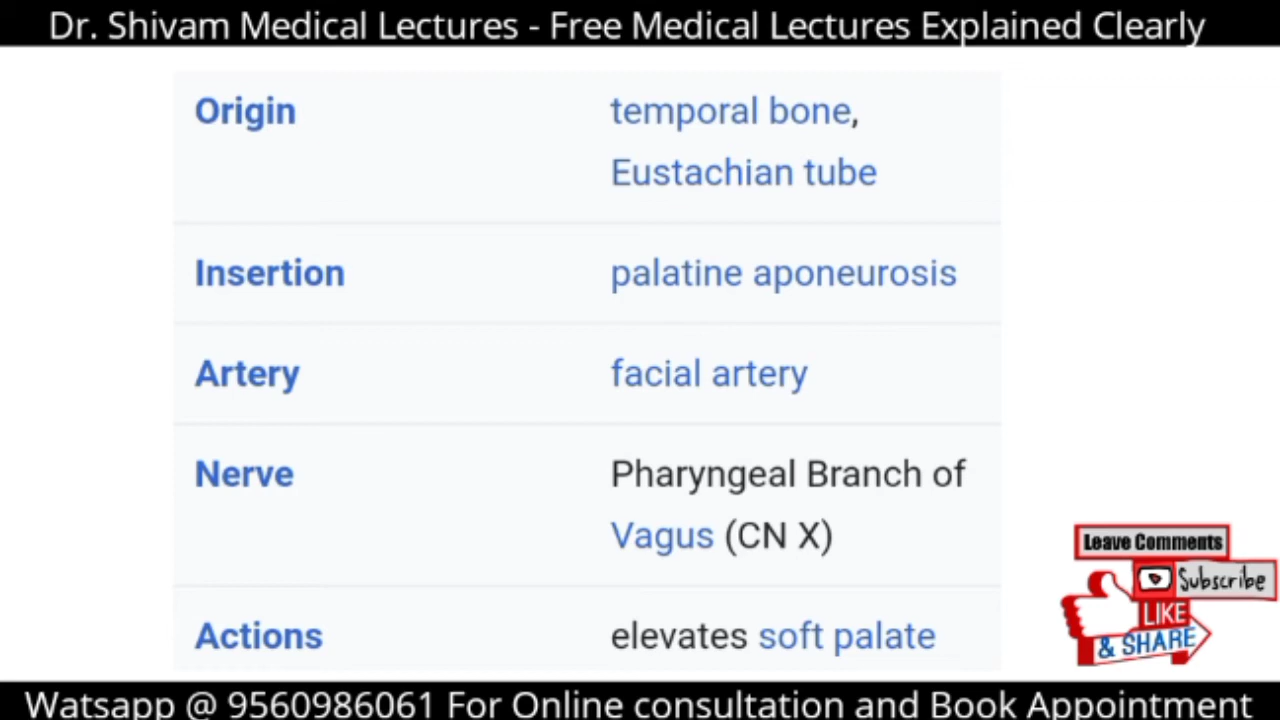 Dr. Shivam Medical Lectures - Free Medical Lectures Explained Clearly
Origin temporal bone,
Eustachian tube
Insertion palatine aponeurosis
Artery facial artery
Nerve Pharyngeal Branch of
Vagus (CN X)
Actions elevates soft palate
Leave Comments
Subscribe
LIKE
& SHARE
Watsapp @ 9560986061 For Online consultation and Book Appointment